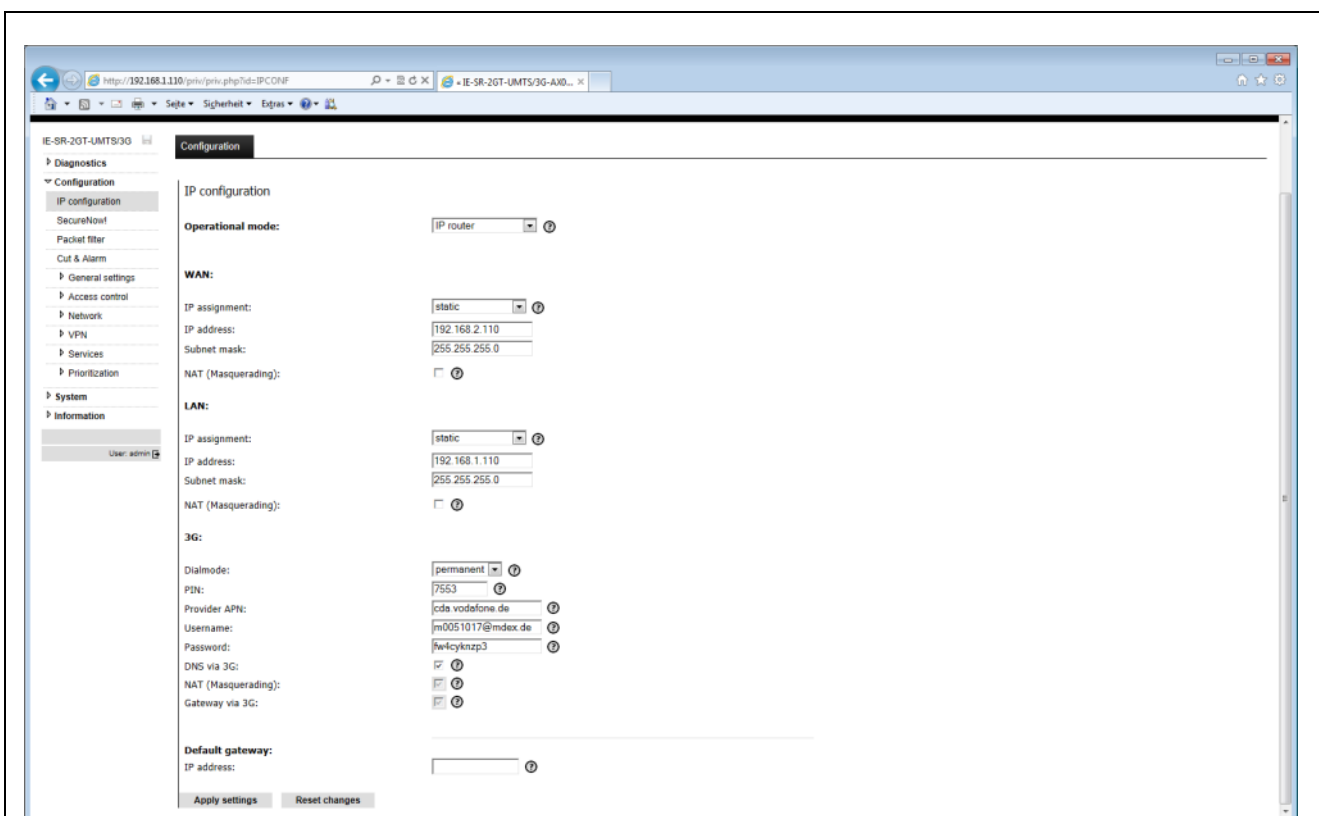 http://192.168.1.110/priv/priv.php?id=IPCONF
IE-SR-2GT-UMTS/3G-AX0...
Seite Sicherheit Extras
IE-SR-2GT-UMTS/3G
Configuration
Diagnostics
Configuration
IP configuration
SecureNow!
Packet filter
Cut & Alarm
General settings
Access control
Network
VPN
Services
Prioritization
System
Information
User: admin
IP configuration
Operational mode: IP router
WAN:
IP assignment: static
IP address: 192.168.2.110
Subnet mask: 255.255.255.0
NAT (Masquerading):
LAN:
IP assignment: static
IP address: 192.168.1.110
Subnet mask: 255.255.255.0
NAT (Masquerading):
3G:
Dialmode: permanent
PIN: 7553
Provider APN: cda.vodafone.de
Username: m0051017@mdex.de
Password: fw4cyknzp3
DNS via 3G:
NAT (Masquerading):
Gateway via 3G:
Default gateway:
IP address:
Apply settings Reset changes